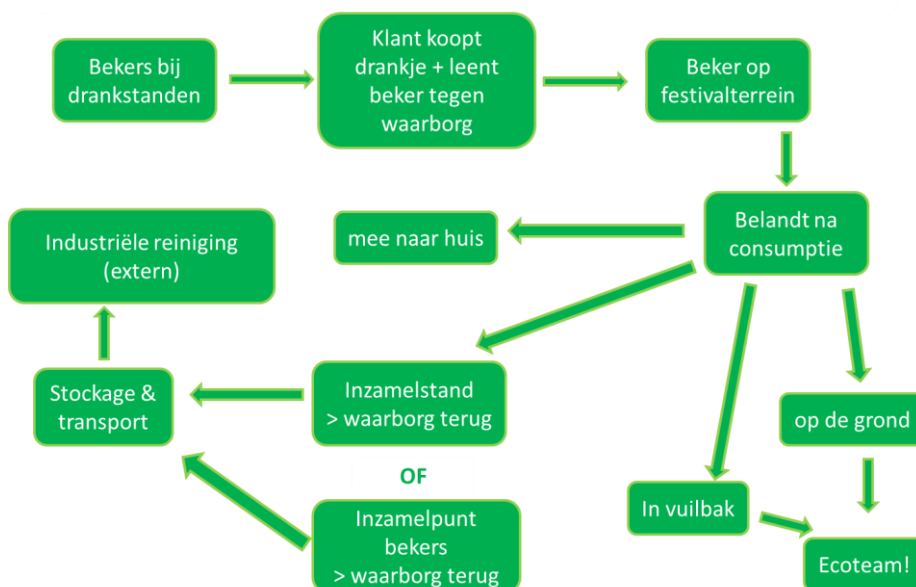 Bekers bij
drankstanden
Klant koopt
drankje + leent
beker tegen
waarborg
Beker op
festivalterrein
Belandt na
consumptie
mee naar huis
Industriële reiniging
(extern)
Stockage &
transport
Inzamelstand
> waarborg terug
OF
Inzamelpunt
bekers
> waarborg terug
op de grond
In vuilbak
Ecoteam!